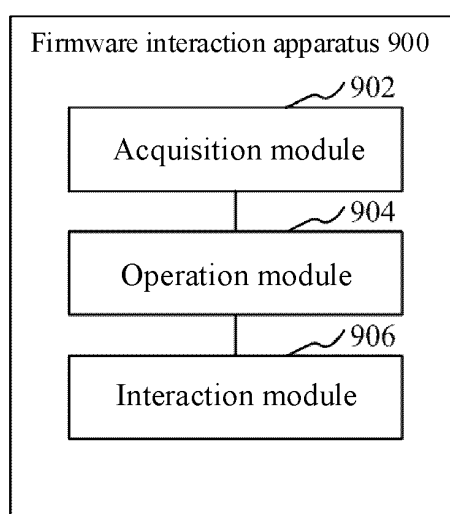 Firmware interaction apparatus 900
902
Acquisition module
904
Operation module
906
Interaction module